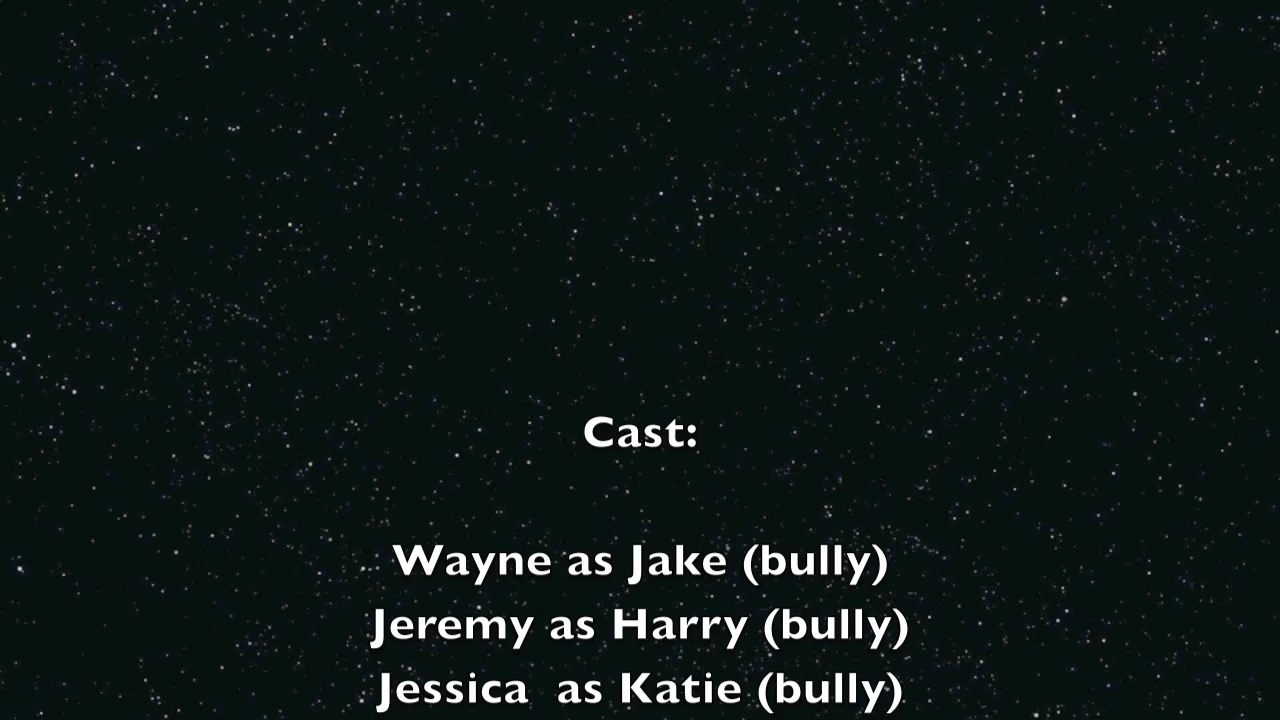 Cast:
Wayne as Jake (bully)
Jeremy as Harry (bully)
Jessica  as Katie (bully)